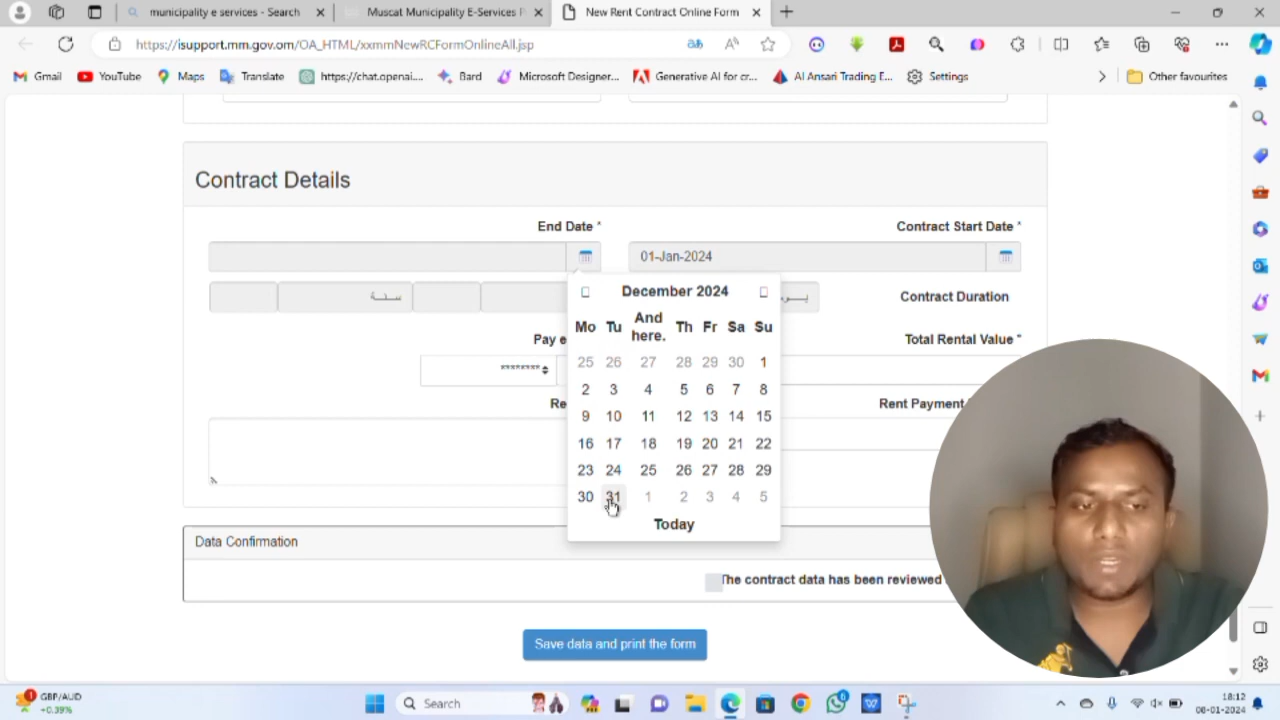 municipality e services - Search
Muscat Municipality E-Services
New Rent Contract Online Form
https://isupport.mm.gov.om/OA_HTML/xxmmNewRCFormOnlineAll.jsp
Gmail
YouTube
Maps
Translate
https://chat.openai....
Bard
Microsoft Designer...
Generative AI for cr...
Al Ansari Trading E...
Settings
Other favourites
Contract Details
End Date *
Contract Start Date *
01-Jan-2024
سنة
Contract Duration
Pay e
Total Rental Value *
********
Re
Rent Payment
December 2024
Mo Tu And here. Th Fr Sa Su
25 26 27 28 29 30 1
2 3 4 5 6 7 8
9 10 11 12 13 14 15
16 17 18 19 20 21 22
23 24 25 26 27 28 29
30 31 1 2 3 4 5
Today
Data Confirmation
The contract data has been reviewed
Save data and print the form
GBP/AUD
+0.39%
Search
6
18:12
08-01-2024